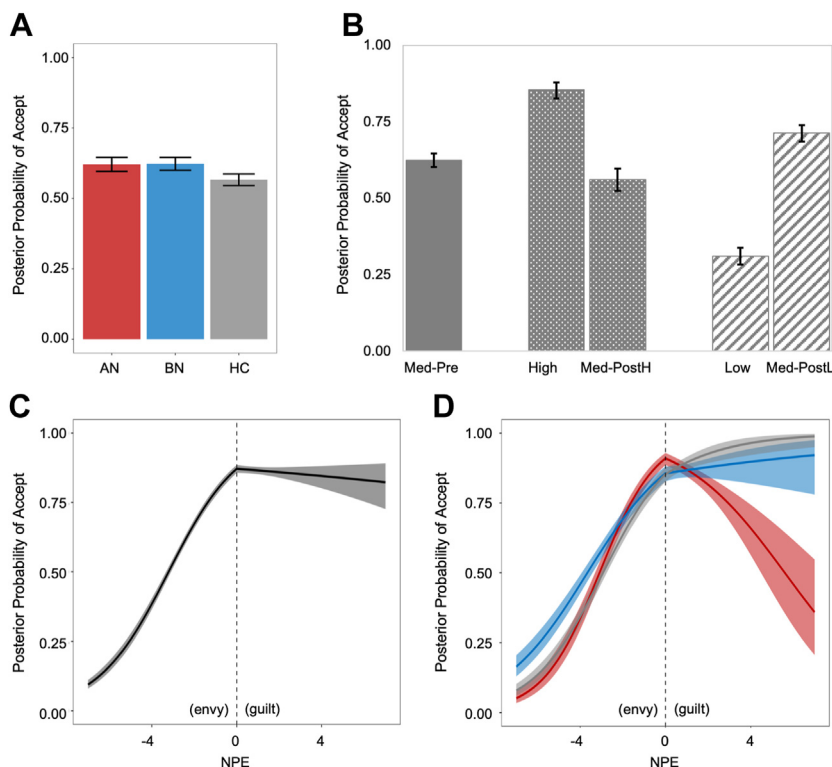 A
Posterior Probability of Accept
1.00
0.75
0.50
0.25
0.00
AN BN HC
B
Posterior Probability of Accept
1.00
0.75
0.50
0.25
0.00
Med-Pre High Med-PostH Low Med-PostL
C
Posterior Probability of Accept
1.00
0.75
0.50
0.25
0.00
(envy) (guilt)
-4 0 4
NPE
D
Posterior Probability of Accept
1.00
0.75
0.50
0.25
0.00
(envy) (guilt)
-4 0 4
NPE